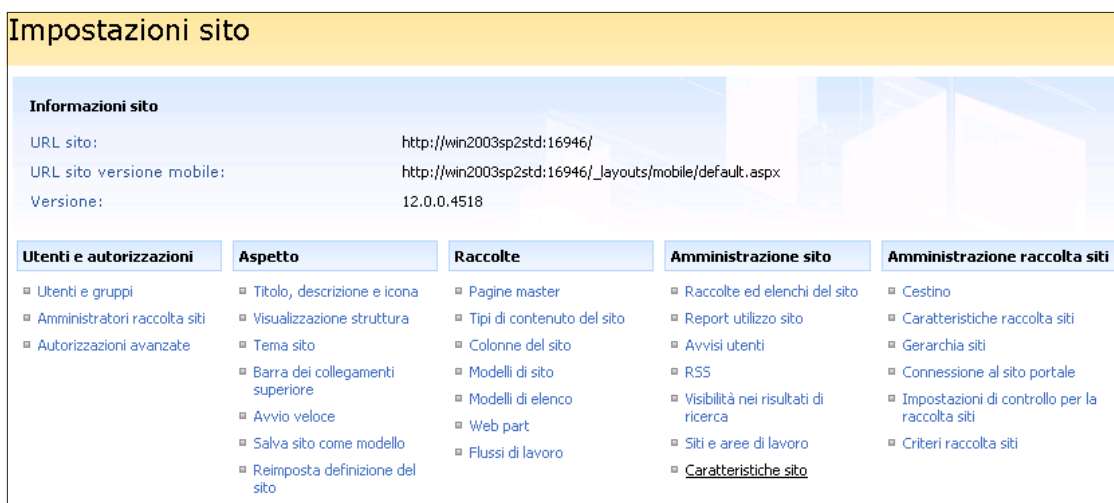 Impostazioni sito
Informazioni sito
URL sito: http://win2003sp2std:16946/
URL sito versione mobile: http://win2003sp2std:16946/_layouts/mobile/default.aspx
Versione: 12.0.0.4518
Utenti e autorizzazioni
Utenti e gruppi
Amministratori raccolta siti
Autorizzazioni avanzate
Aspetto
Titolo, descrizione e icona
Visualizzazione struttura
Tema sito
Barra dei collegamenti
superiore
Avvio veloce
Salva sito come modello
Reimposta definizione del
sito
Raccolte
Pagine master
Tipi di contenuto del sito
Colonne del sito
Modelli di sito
Modelli di elenco
Web part
Flussi di lavoro
Amministrazione sito
Raccolte ed elenchi del sito
Report utilizzo sito
Avvisi utenti
RSS
Visibilità nei risultati di
ricerca
Siti e aree di lavoro
Caratteristiche sito
Amministrazione raccolta siti
Cestino
Caratteristiche raccolta siti
Gerarchia siti
Connessione al sito portale
Impostazioni di controllo per la
raccolta siti
Criteri raccolta siti